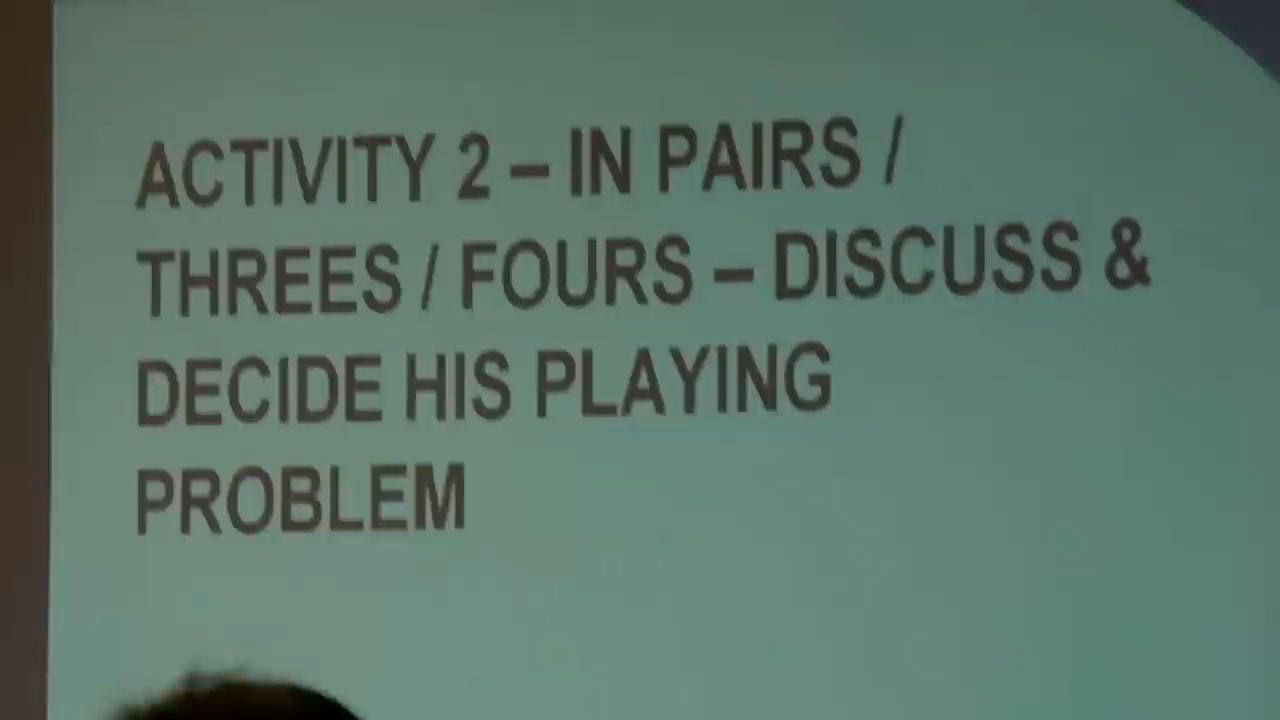 ACTIVITY 2 – IN PAIRS /
THREES / FOURS – DISCUSS &
DECIDE HIS PLAYING
PROBLEM